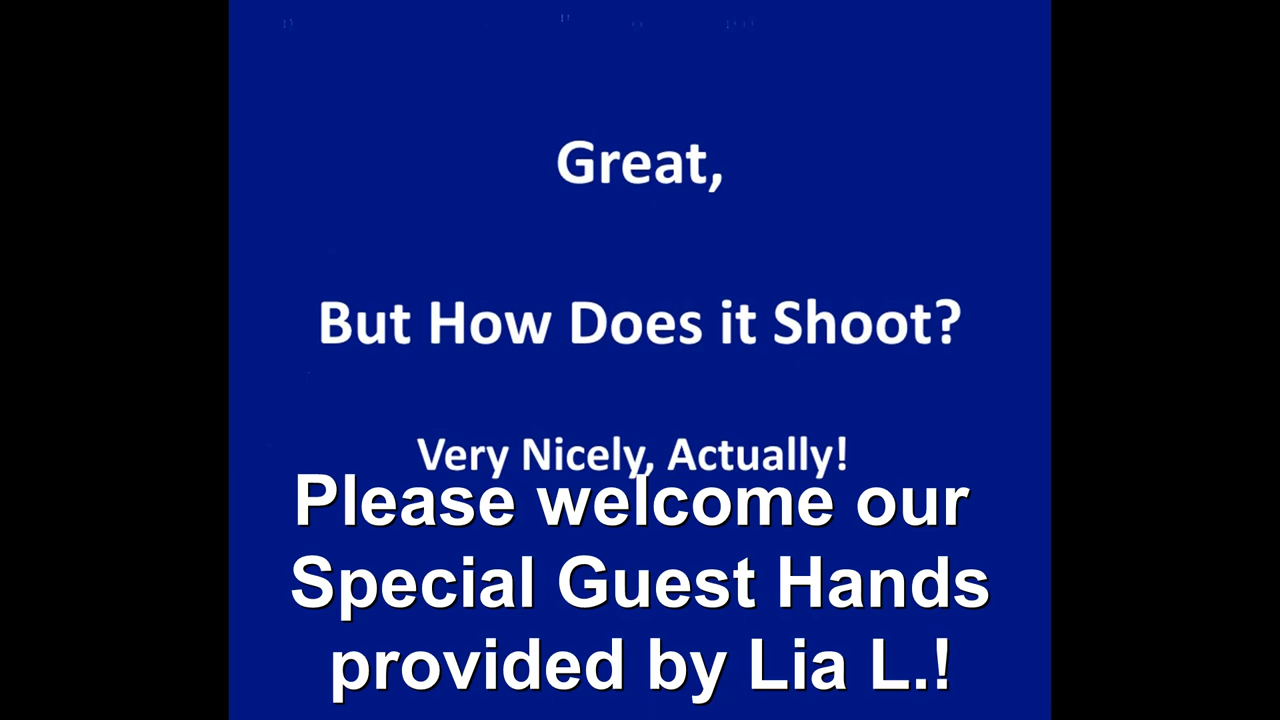 Great,
But How Does it Shoot?
Very Nicely, Actually!
Please welcome our
Special Guest Hands
provided by Lia L.!